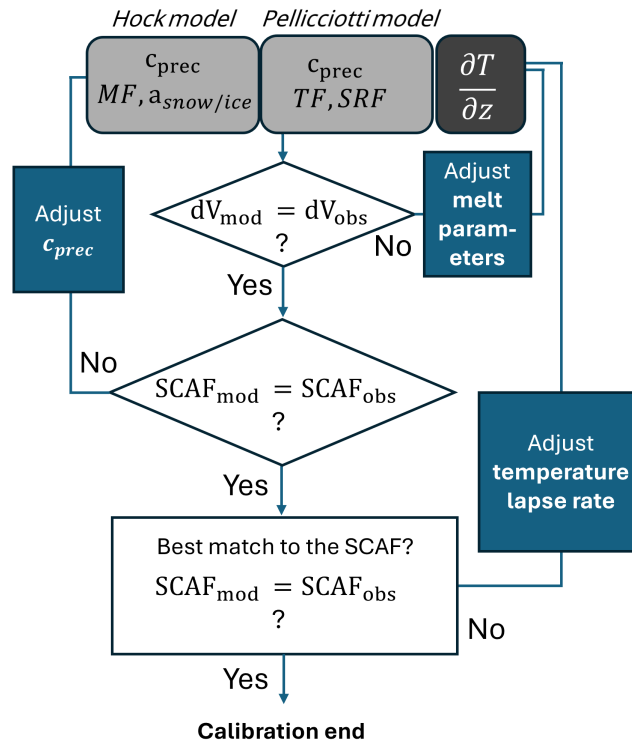 Hock model
Pellicciotti model
c_prec
MF, a_snow/ice
c_prec
TF, SRF
∂T
∂z
dV_mod = dV_obs
?
No
Adjust
melt
param-
eters
Adjust
c_prec
Yes
No
SCAF_mod = SCAF_obs
?
Yes
Adjust
temperature
lapse rate
Best match to the SCAF?
SCAF_mod = SCAF_obs
?
No
Yes
Calibration end